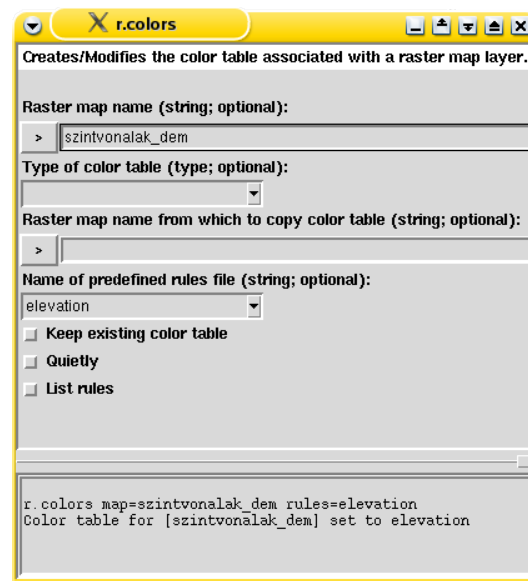 r.colors
Creates/Modifies the color table associated with a raster map layer.
Raster map name (string; optional):
> szintvonalak_dem
Type of color table (type; optional):
Raster map name from which to copy color table (string; optional):
>
Name of predefined rules file (string; optional):
elevation
Keep existing color table
Quietly
List rules
r.colors map=szintvonalak_dem rules=elevation
Color table for [szintvonalak_dem] set to elevation